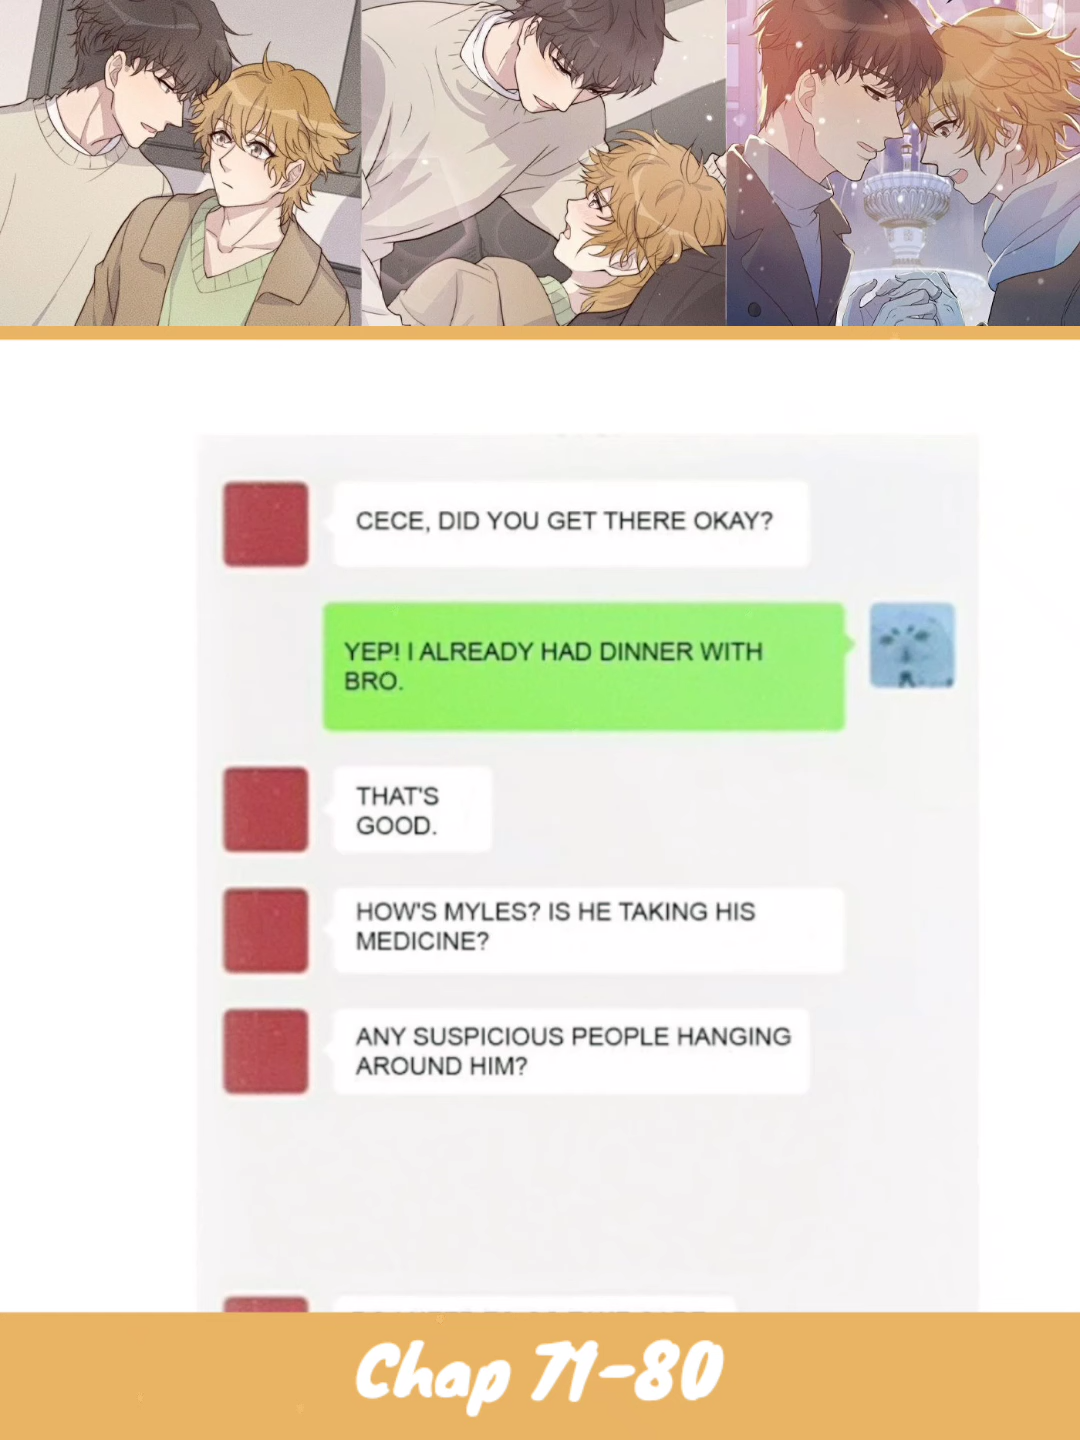 CECE, DID YOU GET THERE OKAY?
YEP! I ALREADY HAD DINNER WITH
BRO.
THAT'S
GOOD.
HOW'S MYLES? IS HE TAKING HIS
MEDICINE?
ANY SUSPICIOUS PEOPLE HANGING
AROUND HIM?
Chap 71-80